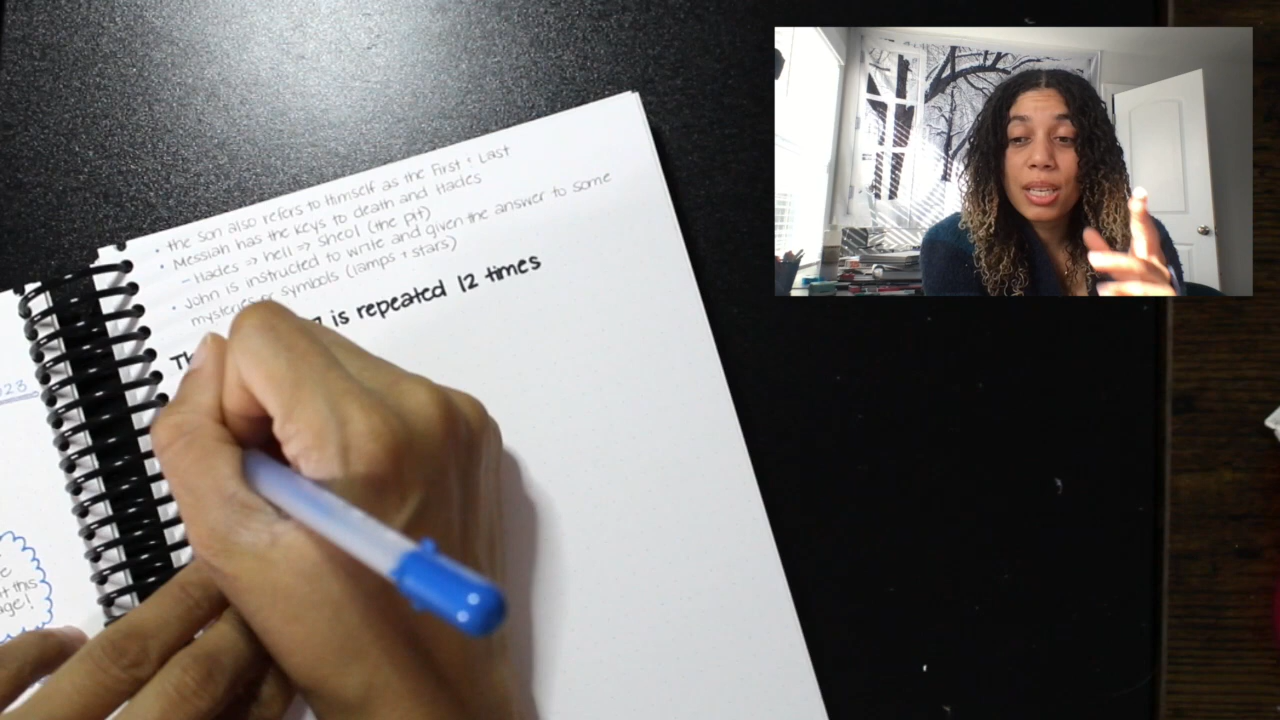 • the Son also refers to Himself as the First & Last
• Messiah has the keys to death and Hades
– Hades => hell => Sheol (the pit)
• John is instructed to write and given the answer to some
mysteries or symbols (lamps + stars)
is repeated 12 times
t this
age!